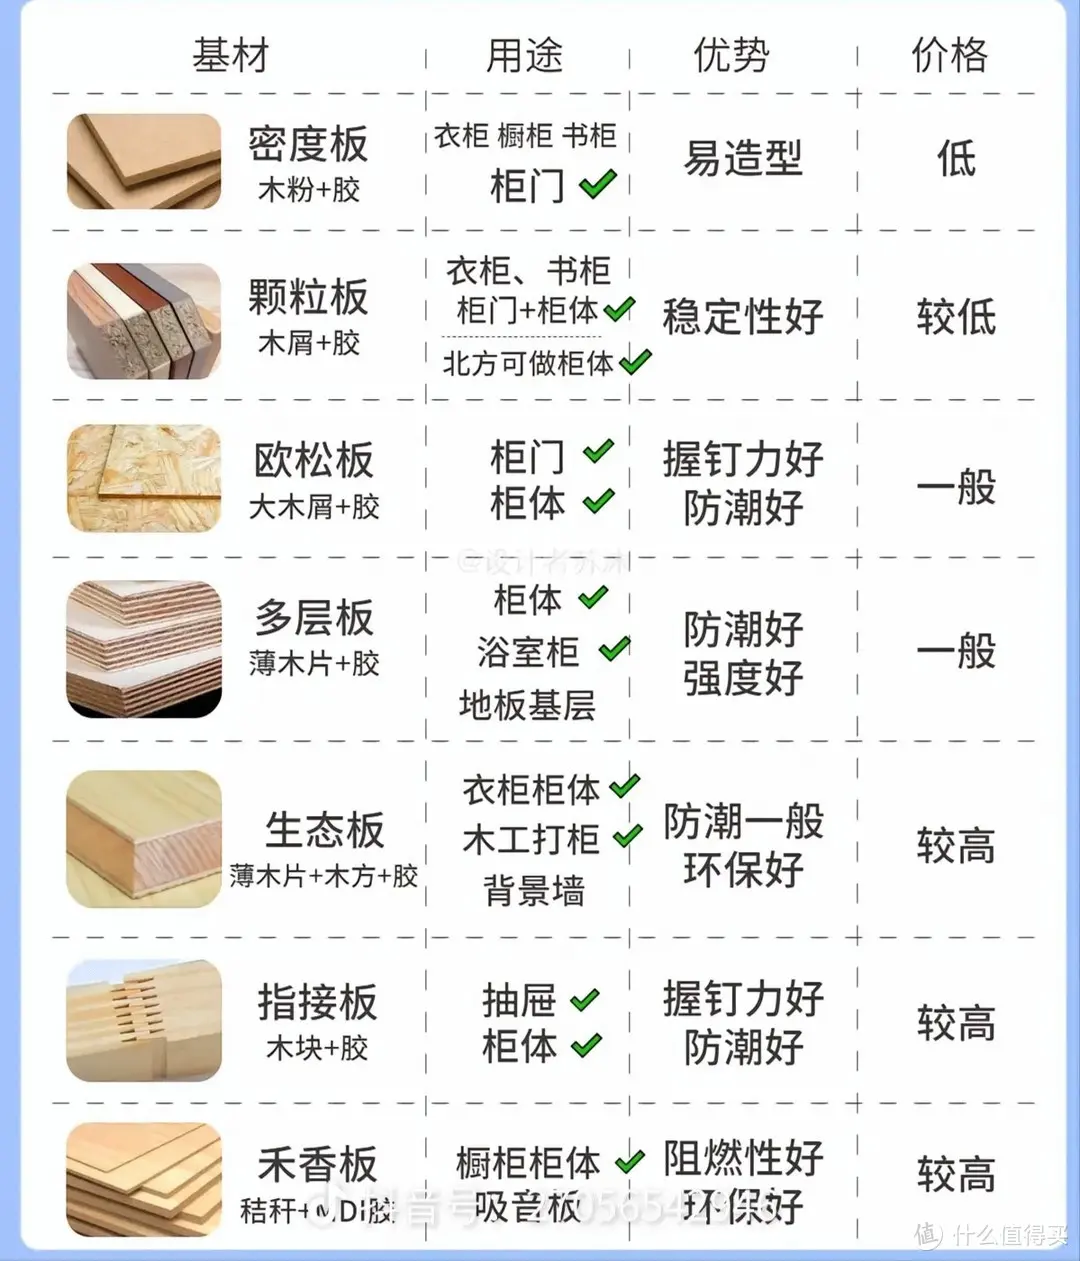 基材 用途 优势 价格
密度板
木粉+胶
衣柜 橱柜 书柜
柜门
易造型
低
颗粒板
木屑+胶
衣柜、书柜
柜门+柜体
北方可做柜体
稳定性好
较低
欧松板
大木屑+胶
柜门
柜体
握钉力好
防潮好
一般
@设计者苏沐
多层板
薄木片+胶
柜体
浴室柜
地板基层
防潮好
强度好
一般
生态板
薄木片+木方+胶
衣柜柜体
木工打柜
背景墙
防潮一般
环保好
较高
指接板
木块+胶
抽屉
柜体
握钉力好
防潮好
较高
禾香板
秸秆+MDI胶
橱柜柜体
吸音板
阻燃性好
环保好
较高
抖音号:
值 什么值得买